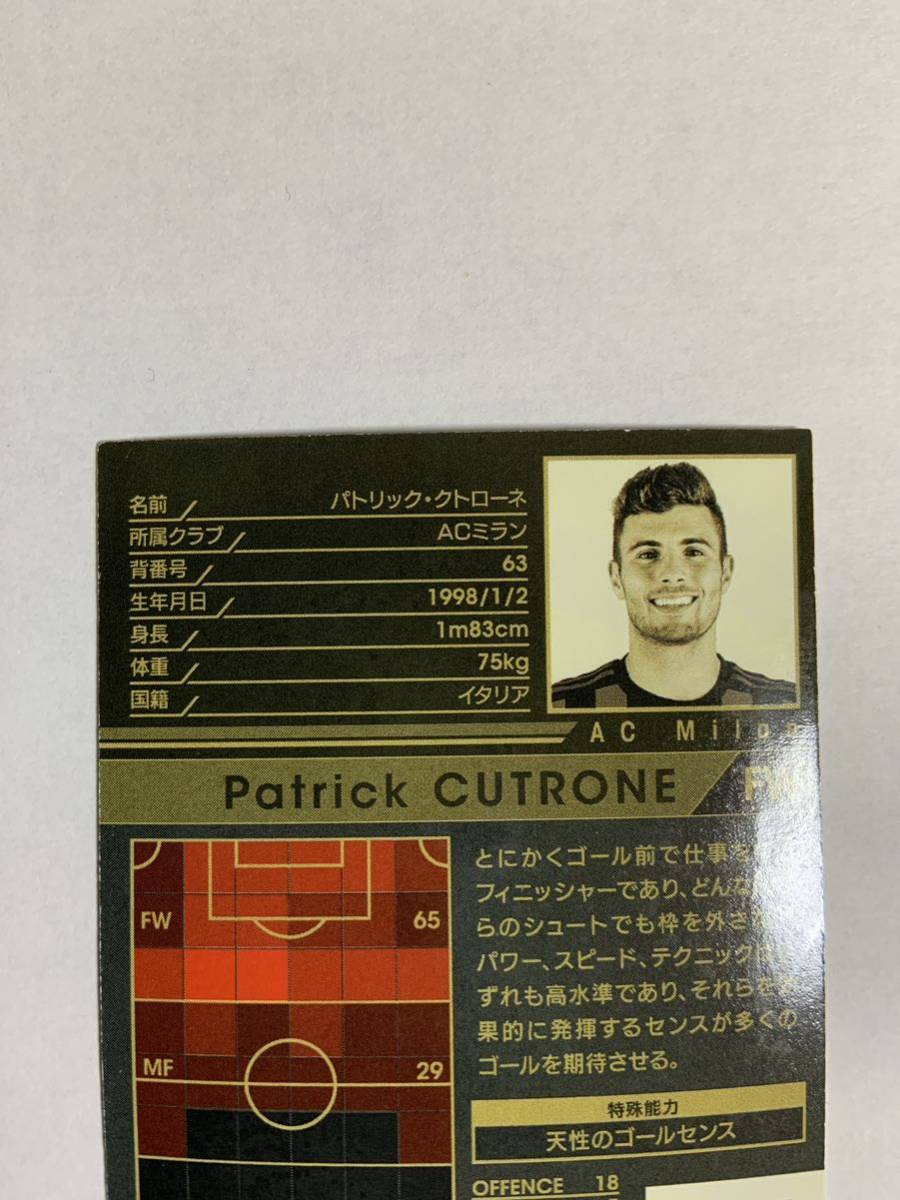 名前 パトリック・クトローネ
所属クラブ ACミラン
背番号 63
生年月日 1998/1/2
身長 1m83cm
体重 75kg
国籍 イタリア
AC Milan
Patrick CUTRONE FW
とにかくゴール前で仕事を
フィニッシャーであり、どんな
らのシュートでも枠を外さ
パワー、スピード、テクニック
ずれも高水準であり、それらを
果的に発揮するセンスが多くの
ゴールを期待させる。
FW 65
MF 29
特殊能力
天性のゴールセンス
OFFENCE 18